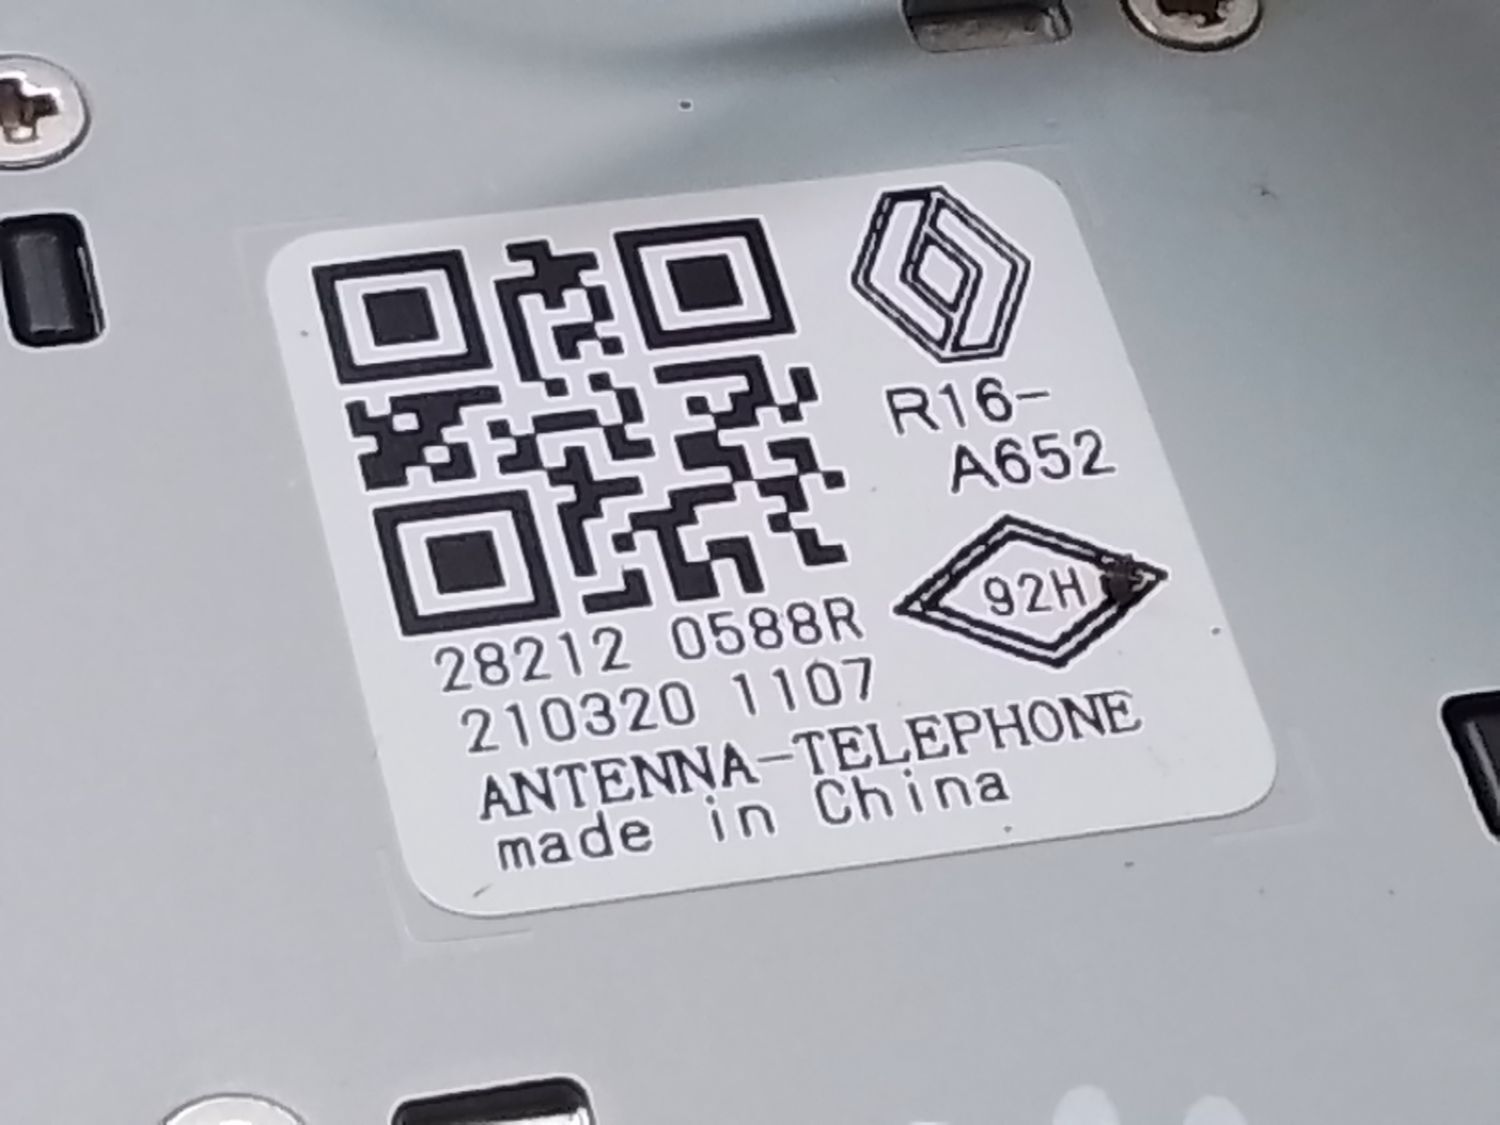 R16-
A652
92H
28212 0588R
210320 1107
ANTENNA-TELEPHONE
made in China